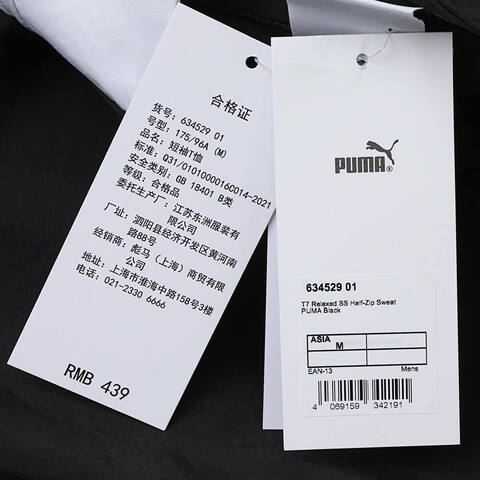 合格证
货号: 634529 01
号型: 175/96A (M)
品名: 短袖T恤
标准: Q31/0101000016C014-2021
安全类别: GB 18401 B类
等级: 合格品
委托生产厂: 江苏东洲服装有
限公司
厂址: 泗阳县经济开发区黄河南
路88号
经销商: 彪马（上海）商贸有限
公司
地址: 上海市淮海中路158号3楼
电话: 021-2330 6666
RMB 439
PUMA®
634529 01
T7 Relaxed SS Half-Zip Sweat
PUMA Black
ASIA
M
EAN-13 Mens
4 069159 342191